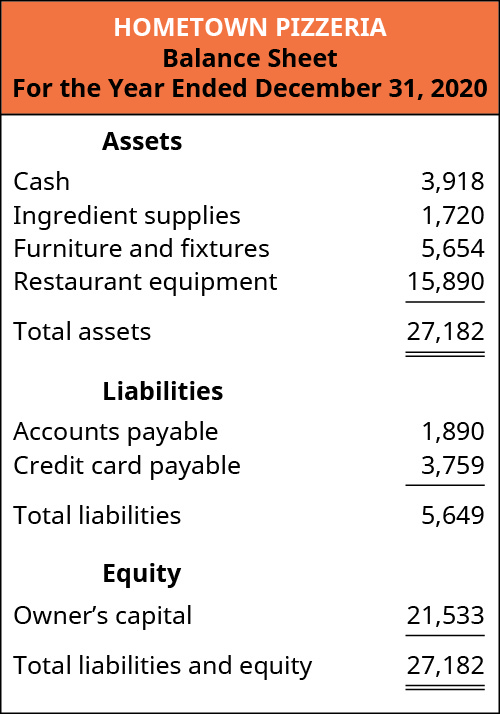 HOMETOWN PIZZERIA
Balance Sheet
For the Year Ended December 31, 2020
Assets
Cash 3,918
Ingredient supplies 1,720
Furniture and fixtures 5,654
Restaurant equipment 15,890
Total assets 27,182
Liabilities
Accounts payable 1,890
Credit card payable 3,759
Total liabilities 5,649
Equity
Owner’s capital 21,533
Total liabilities and equity 27,182